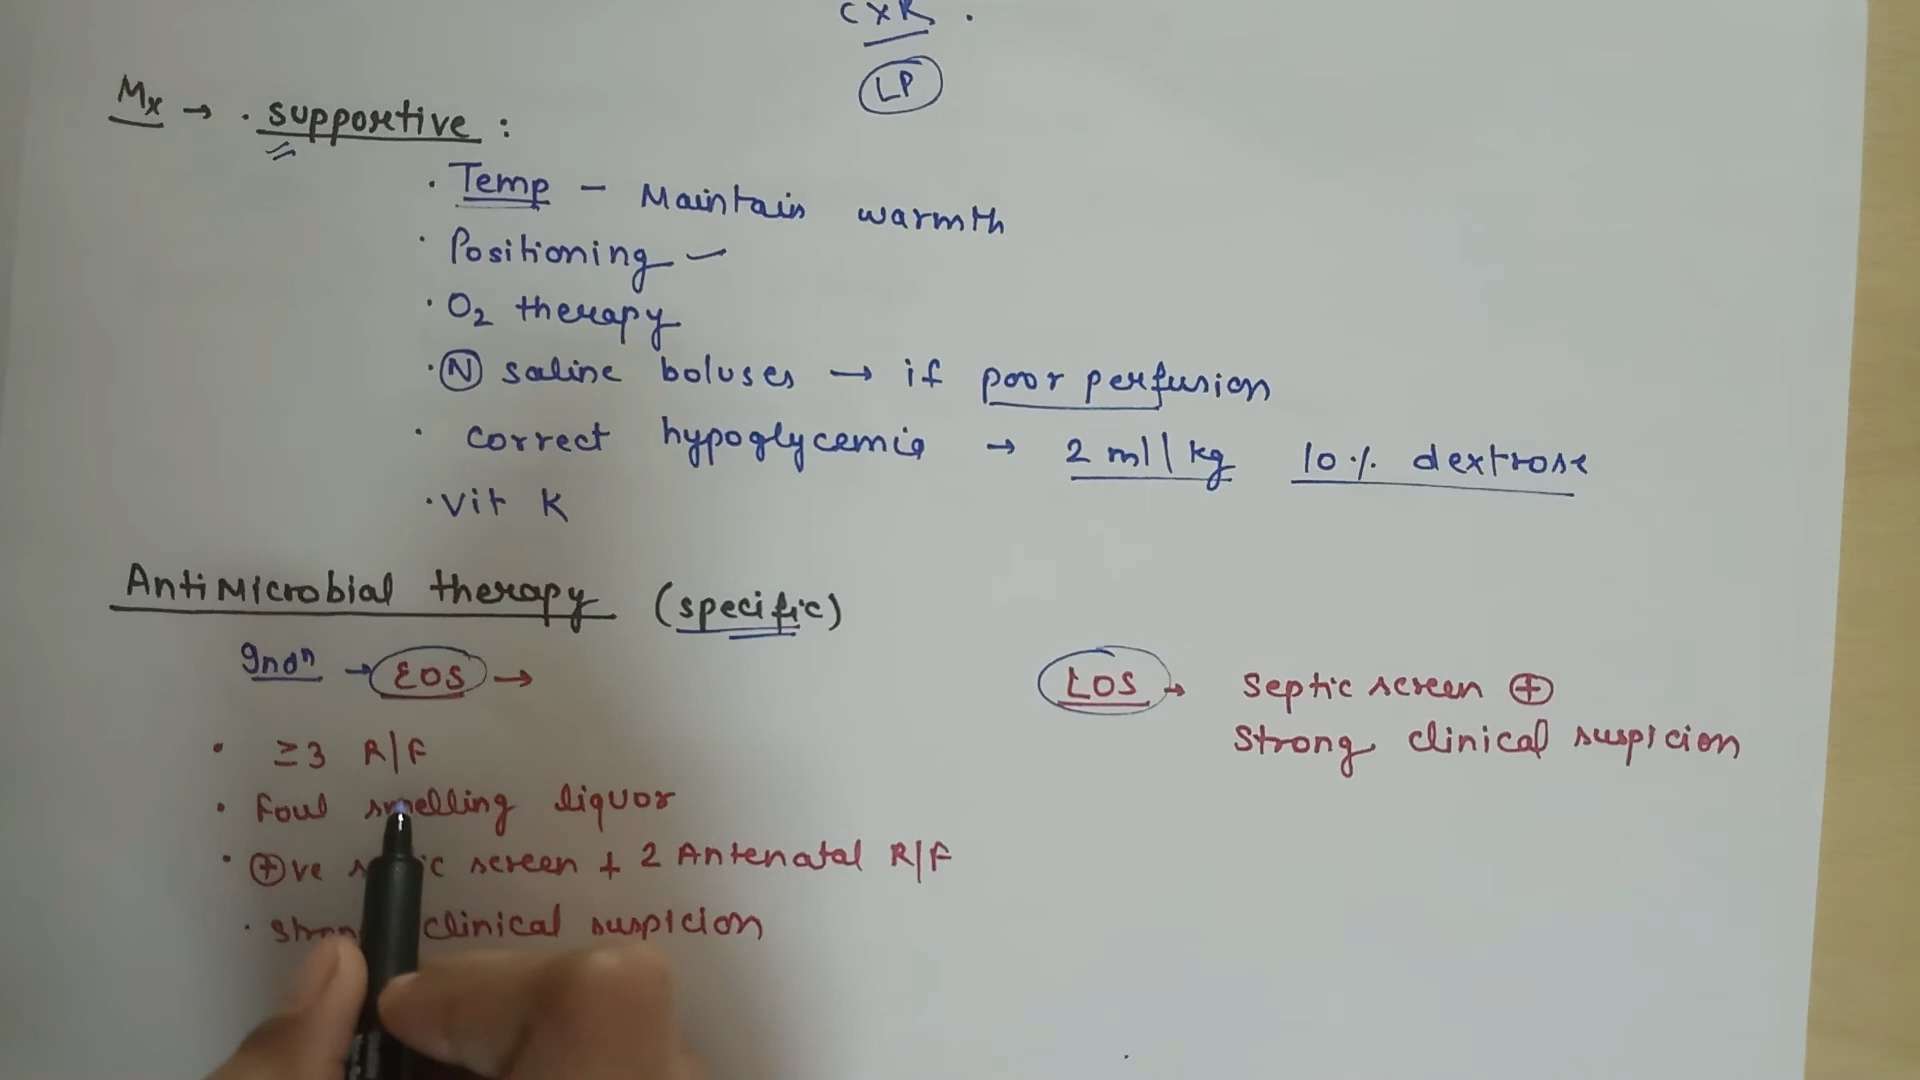 CXR.
LP
Mx → . supportive :
. Temp - Maintain warmth
. Positioning -
. O2 therapy
. (N) saline boluses → if poor perfusion
. correct hypoglycemia → 2 ml/kg 10% dextrose
. Vit K
Antimicrobial therapy (specific)
Indn → EOS →
. ≥3 R/F
. Foul smelling liquor
. ⊕ve screen + 2 Antenatal R/F
. clinical suspicion
LOS → Septic screen ⊕
Strong clinical suspicion